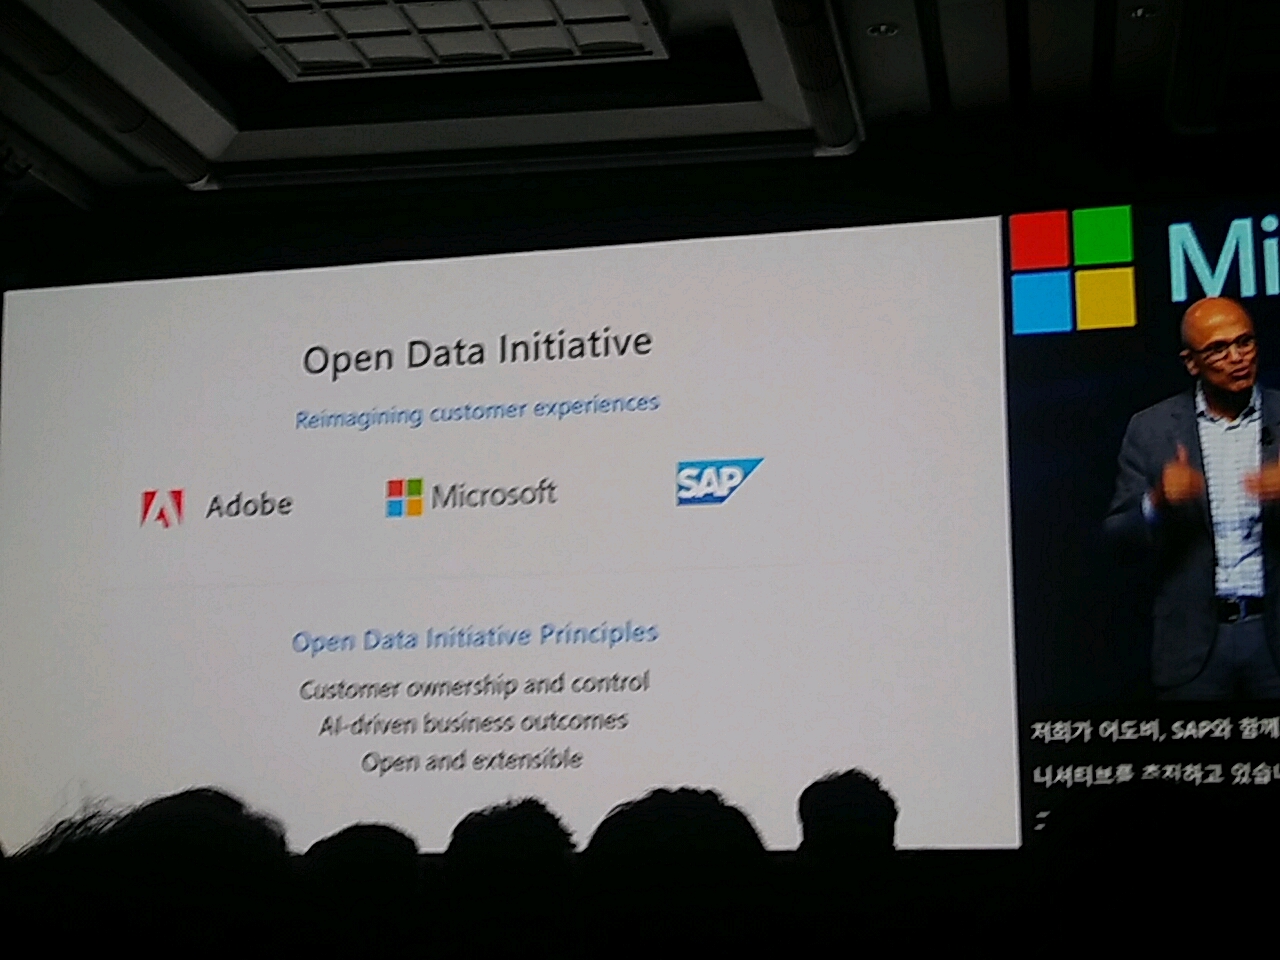 Open Data Initiative
Reimagining customer experiences
Adobe
Microsoft
SAP
Open Data Initiative Principles
Customer ownership and control
AI-driven business outcomes
Open and extensible
Mi
저희가 어도비, SAP와 함께
니셔티브를 추진하고 있습니